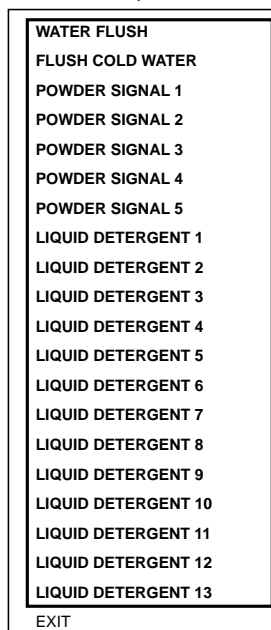 WATER FLUSH
FLUSH COLD WATER
POWDER SIGNAL 1
POWDER SIGNAL 2
POWDER SIGNAL 3
POWDER SIGNAL 4
POWDER SIGNAL 5
LIQUID DETERGENT 1
LIQUID DETERGENT 2
LIQUID DETERGENT 3
LIQUID DETERGENT 4
LIQUID DETERGENT 5
LIQUID DETERGENT 6
LIQUID DETERGENT 7
LIQUID DETERGENT 8
LIQUID DETERGENT 9
LIQUID DETERGENT 10
LIQUID DETERGENT 11
LIQUID DETERGENT 12
LIQUID DETERGENT 13
EXIT